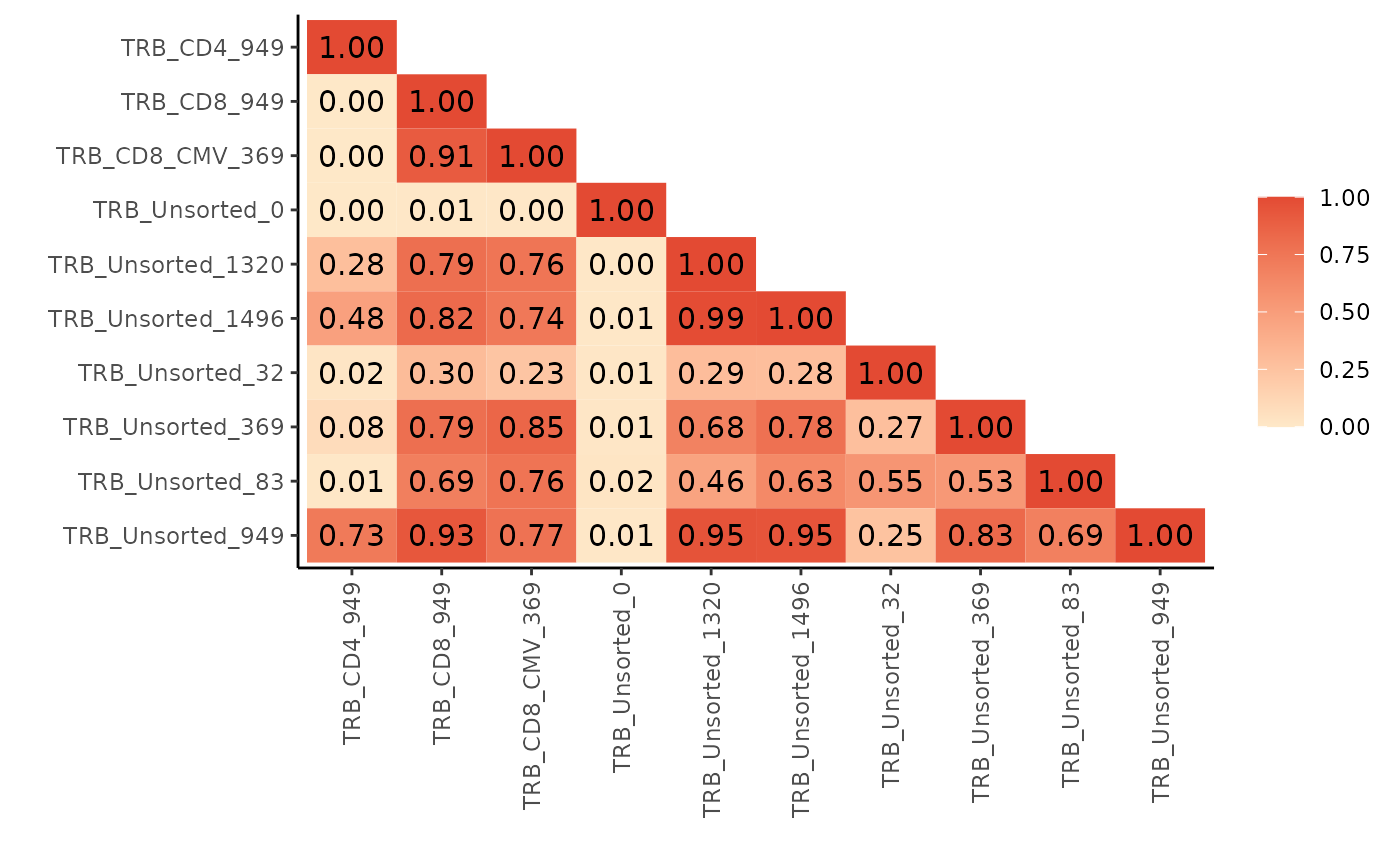 TRB_CD4_949 1.00
TRB_CD8_949 0.00 1.00
TRB_CD8_CMV_369 0.00 0.91 1.00
TRB_Unsorted_0 0.00 0.01 0.00 1.00
TRB_Unsorted_1320 0.28 0.79 0.76 0.00 1.00
TRB_Unsorted_1496 0.48 0.82 0.74 0.01 0.99 1.00
TRB_Unsorted_32 0.02 0.30 0.23 0.01 0.29 0.28 1.00
TRB_Unsorted_369 0.08 0.79 0.85 0.01 0.68 0.78 0.27 1.00
TRB_Unsorted_83 0.01 0.69 0.76 0.02 0.46 0.63 0.55 0.53 1.00
TRB_Unsorted_949 0.73 0.93 0.77 0.01 0.95 0.95 0.25 0.83 0.69 1.00
TRB_CD4_949
TRB_CD8_949
TRB_CD8_CMV_369
TRB_Unsorted_0
TRB_Unsorted_1320
TRB_Unsorted_1496
TRB_Unsorted_32
TRB_Unsorted_369
TRB_Unsorted_83
TRB_Unsorted_949
1.00
0.75
0.50
0.25
0.00